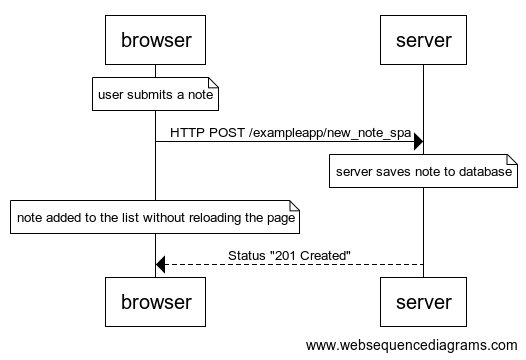 browser
server
user submits a note
HTTP POST /exampleapp/new_note_spa
server saves note to database
note added to the list without reloading the page
Status "201 Created"
browser
server
www.websequencediagrams.com